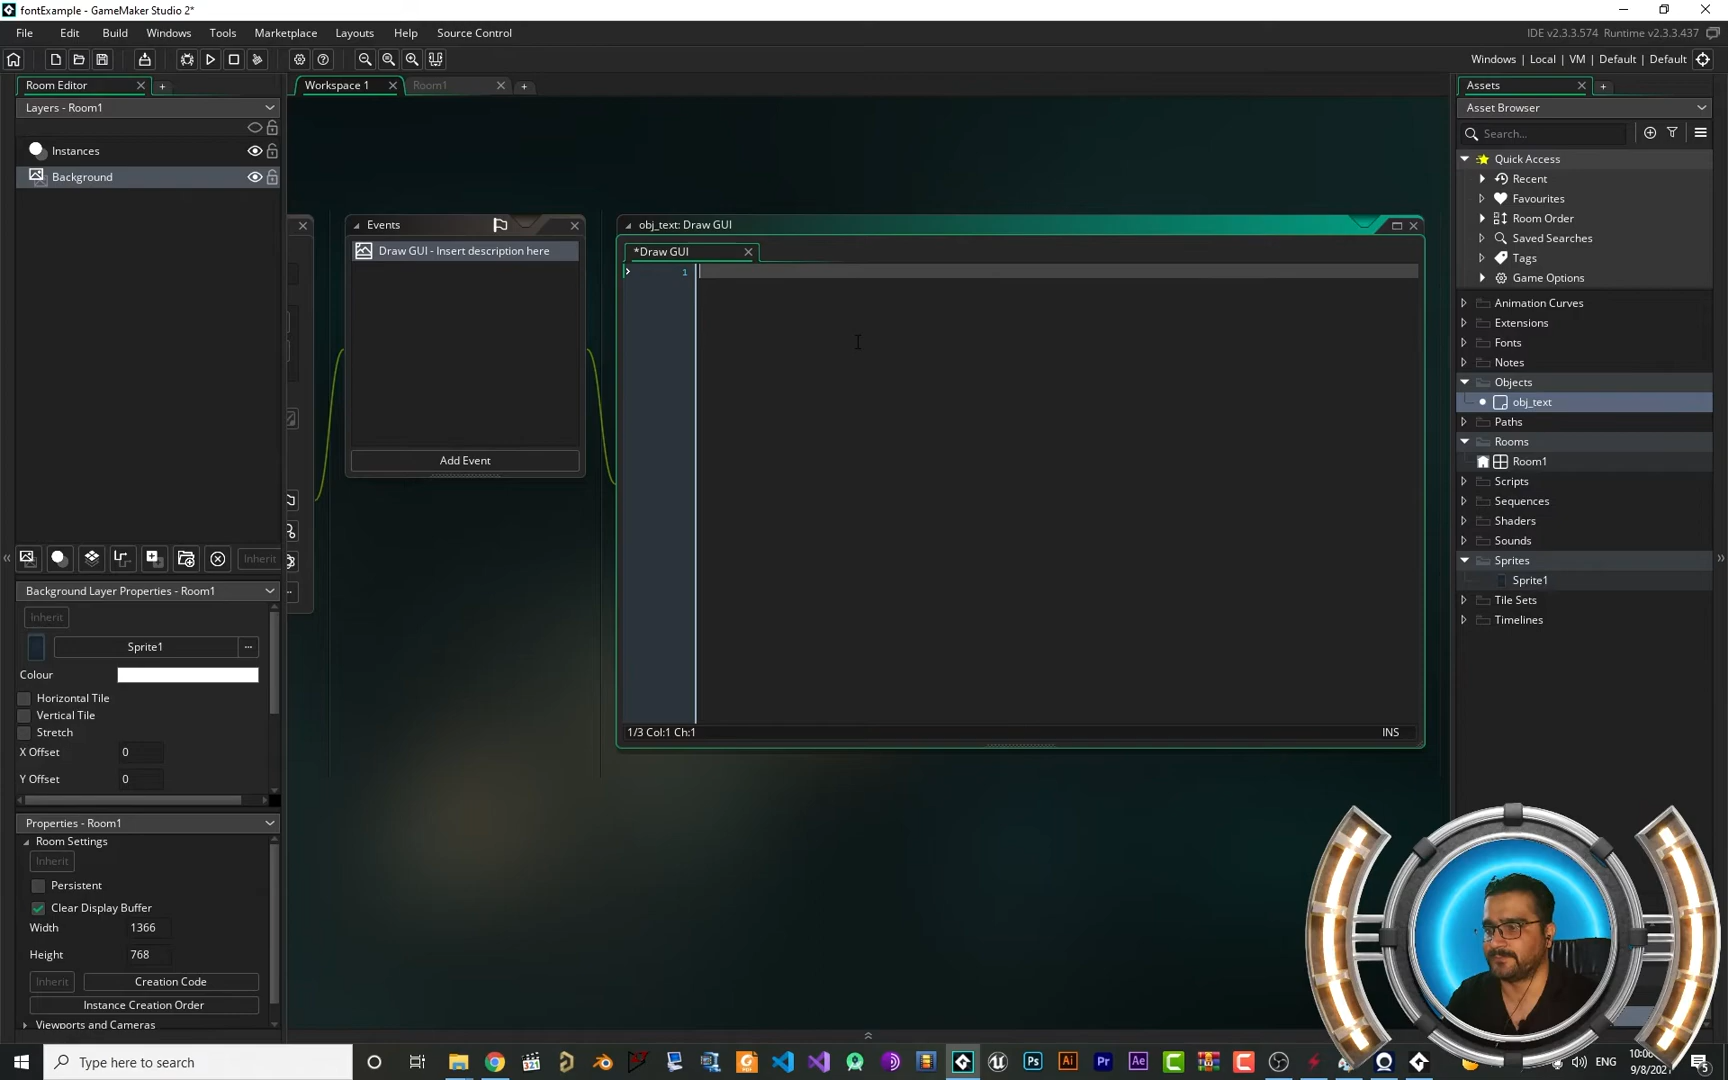 fontExample - GameMaker Studio 2*
File Edit Build Windows Tools Help Marketplace Layouts Source Control
IDE v2.3.3.574 Runtime v2.3.3.437
Windows | Local | VM | Default | Default
Room Editor
Layers - Room1
Instances
Background
Inherit
Background Layer Properties - Room1
Inherit
Sprite1
...
Colour
Horizontal Tile
Vertical Tile
Stretch
X Offset 0
Y Offset 0
Properties - Room1
Room Settings
Inherit
Persistent
Clear Display Buffer
Width 1366
Height 768
Inherit Creation Code
Instance Creation Order
Viewports and Cameras
Workspace 1
Room1
Events
Draw GUI - Insert description here
Add Event
obj_text: Draw GUI
*Draw GUI
1
1/3 Col:1 Ch:1
INS
Assets
Asset Browser
Search...
Quick Access
Recent
Favourites
Room Order
Saved Searches
Tags
Game Options
Animation Curves
Extensions
Fonts
Notes
Objects
obj_text
Paths
Rooms
Room1
Scripts
Sequences
Shaders
Sounds
Sprites
Sprite1
Tile Sets
Timelines
Type here to search
321
Ps
Ai
Pr
Ae
ENG
5